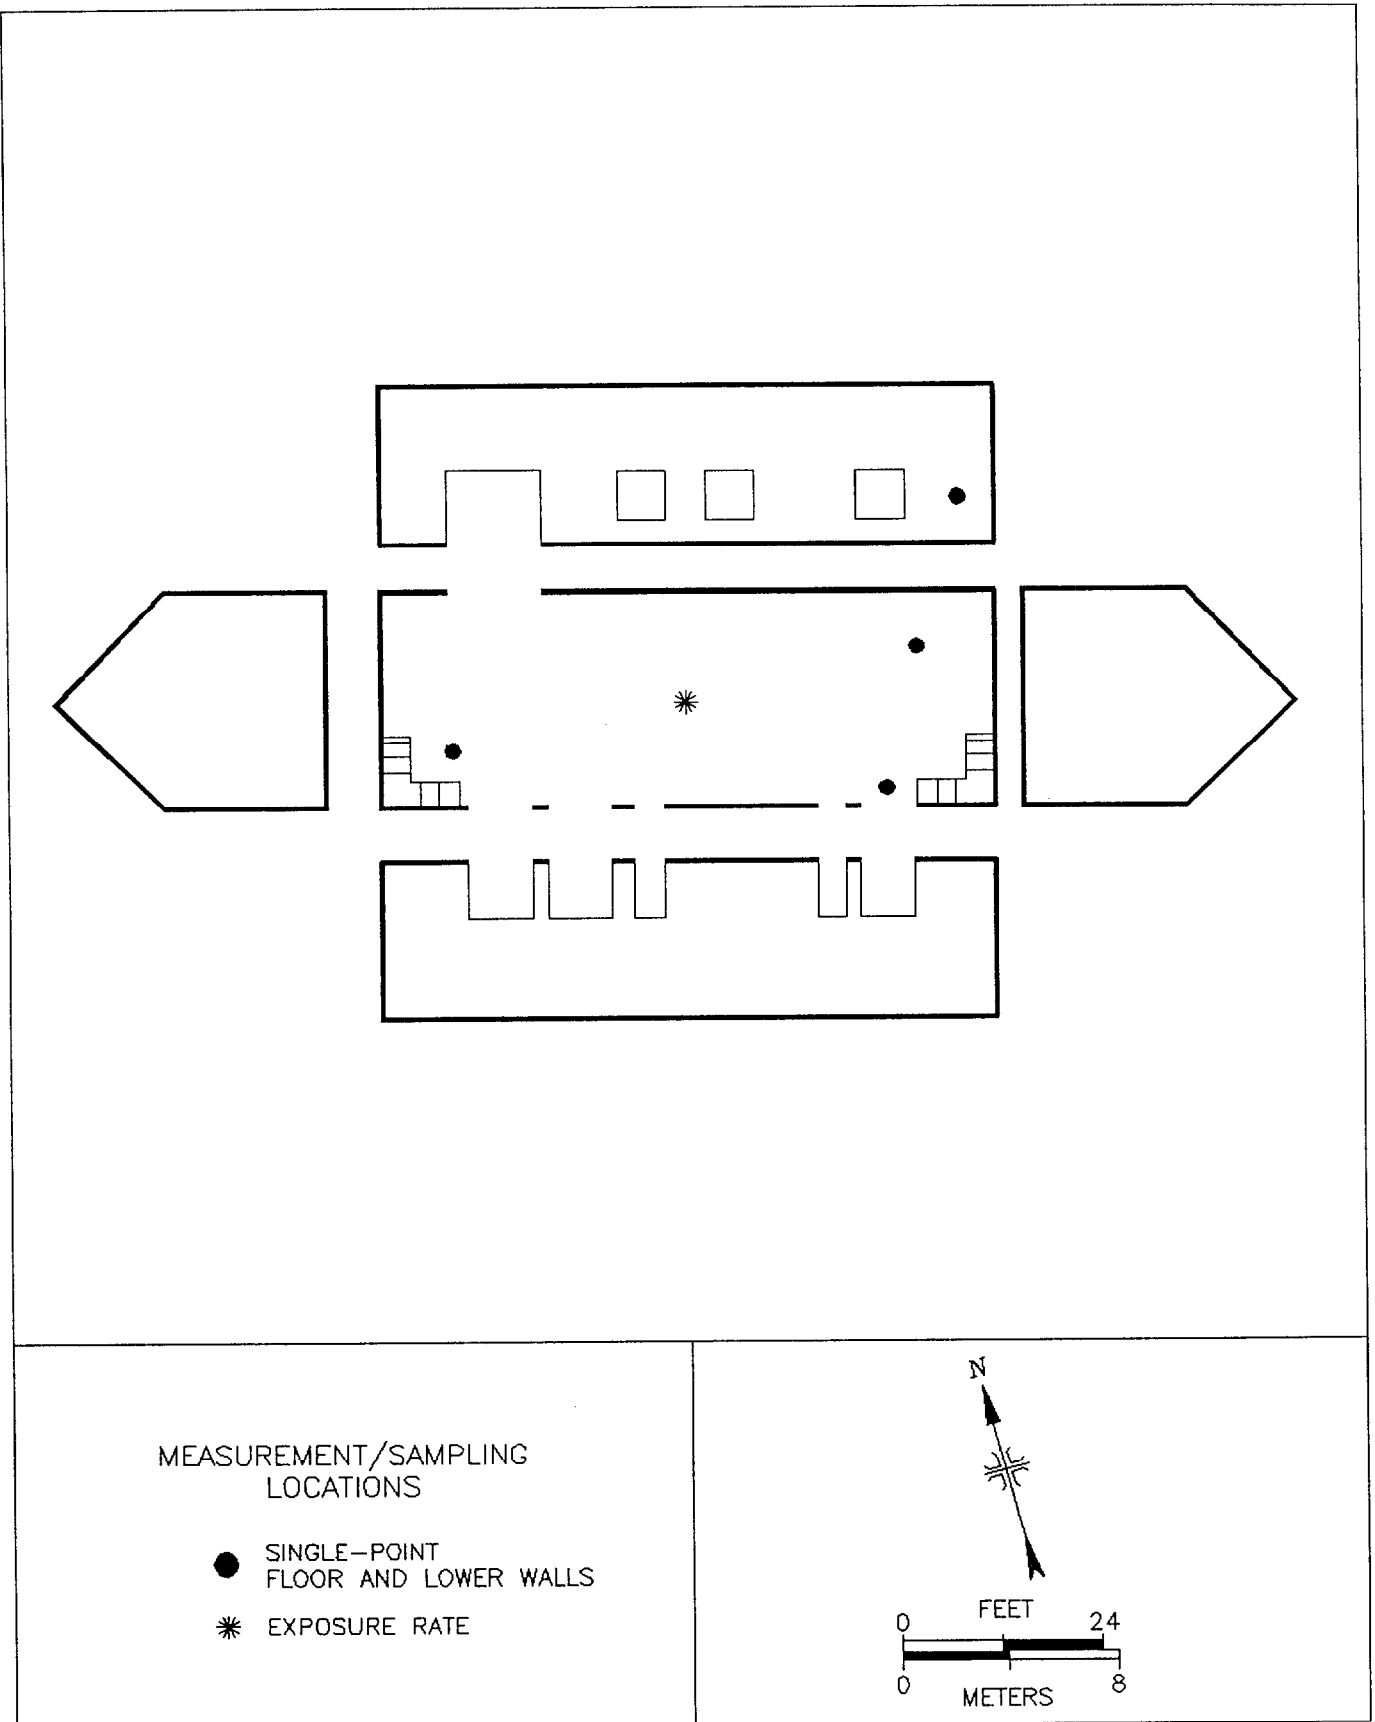 MEASUREMENT/SAMPLING
LOCATIONS
SINGLE-POINT
FLOOR AND LOWER WALLS
EXPOSURE RATE
N
FEET
0 24
0 8
METERS